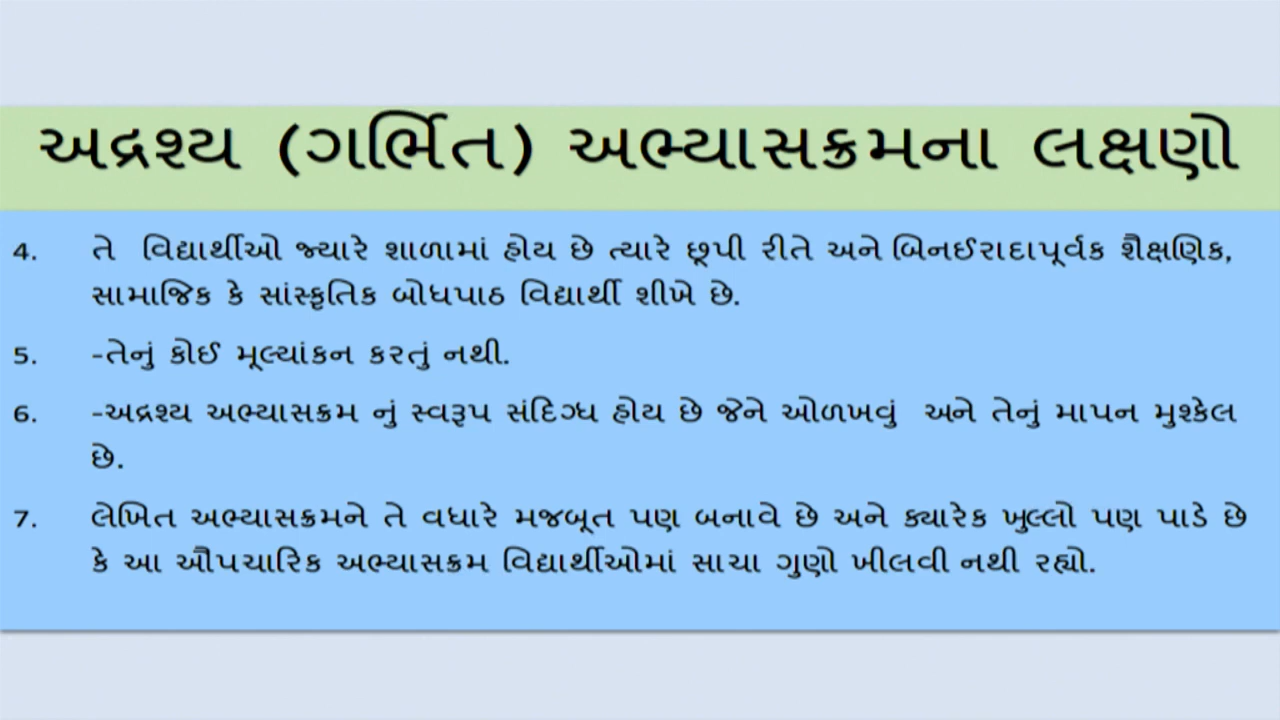 અદ્રશ્ય (ગર્ભિત) અભ્યાસક્રમના લક્ષણો
4. તે વિદ્યાર્થીઓ જ્યારે શાળામાં હોય છે ત્યારે છૂપી રીતે અને બિનઈરાદાપૂર્વક શૈક્ષણિક,
સામાજિક કે સાંસ્કૃતિક બોધપાઠ વિદ્યાર્થી શીખે છે.
5. -તેનું કોઈ મૂલ્યાંકન કરતું નથી.
6. -અદ્રશ્ય અભ્યાસક્રમ નું સ્વરૂપ સંદિગ્ધ હોય છે જેને ઓળખવું અને તેનું માપન મુશ્કેલ
છે.
7. લેખિત અભ્યાસક્રમને તે વધારે મજબૂત પણ બનાવે છે અને ક્યારેક ખુલ્લો પણ પાડે છે
કે આ ઔપચારિક અભ્યાસક્રમ વિદ્યાર્થીઓમાં સાચા ગુણો ખીલવી નથી રહ્યો.